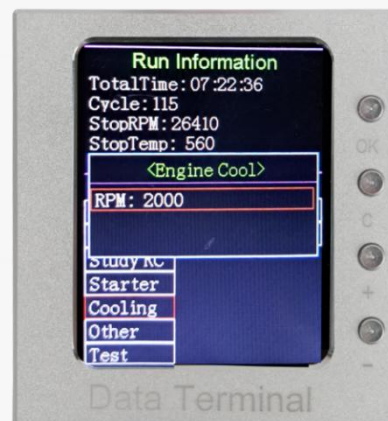 Run Information
TotalTime:07:22:36
Cycle:115
StopRPM:26410
StopTemp: 560
<Engine Cool>
RPM: 2000
Study RC
Starter
Cooling
Other
Test
OK
C
+
-
Data Terminal